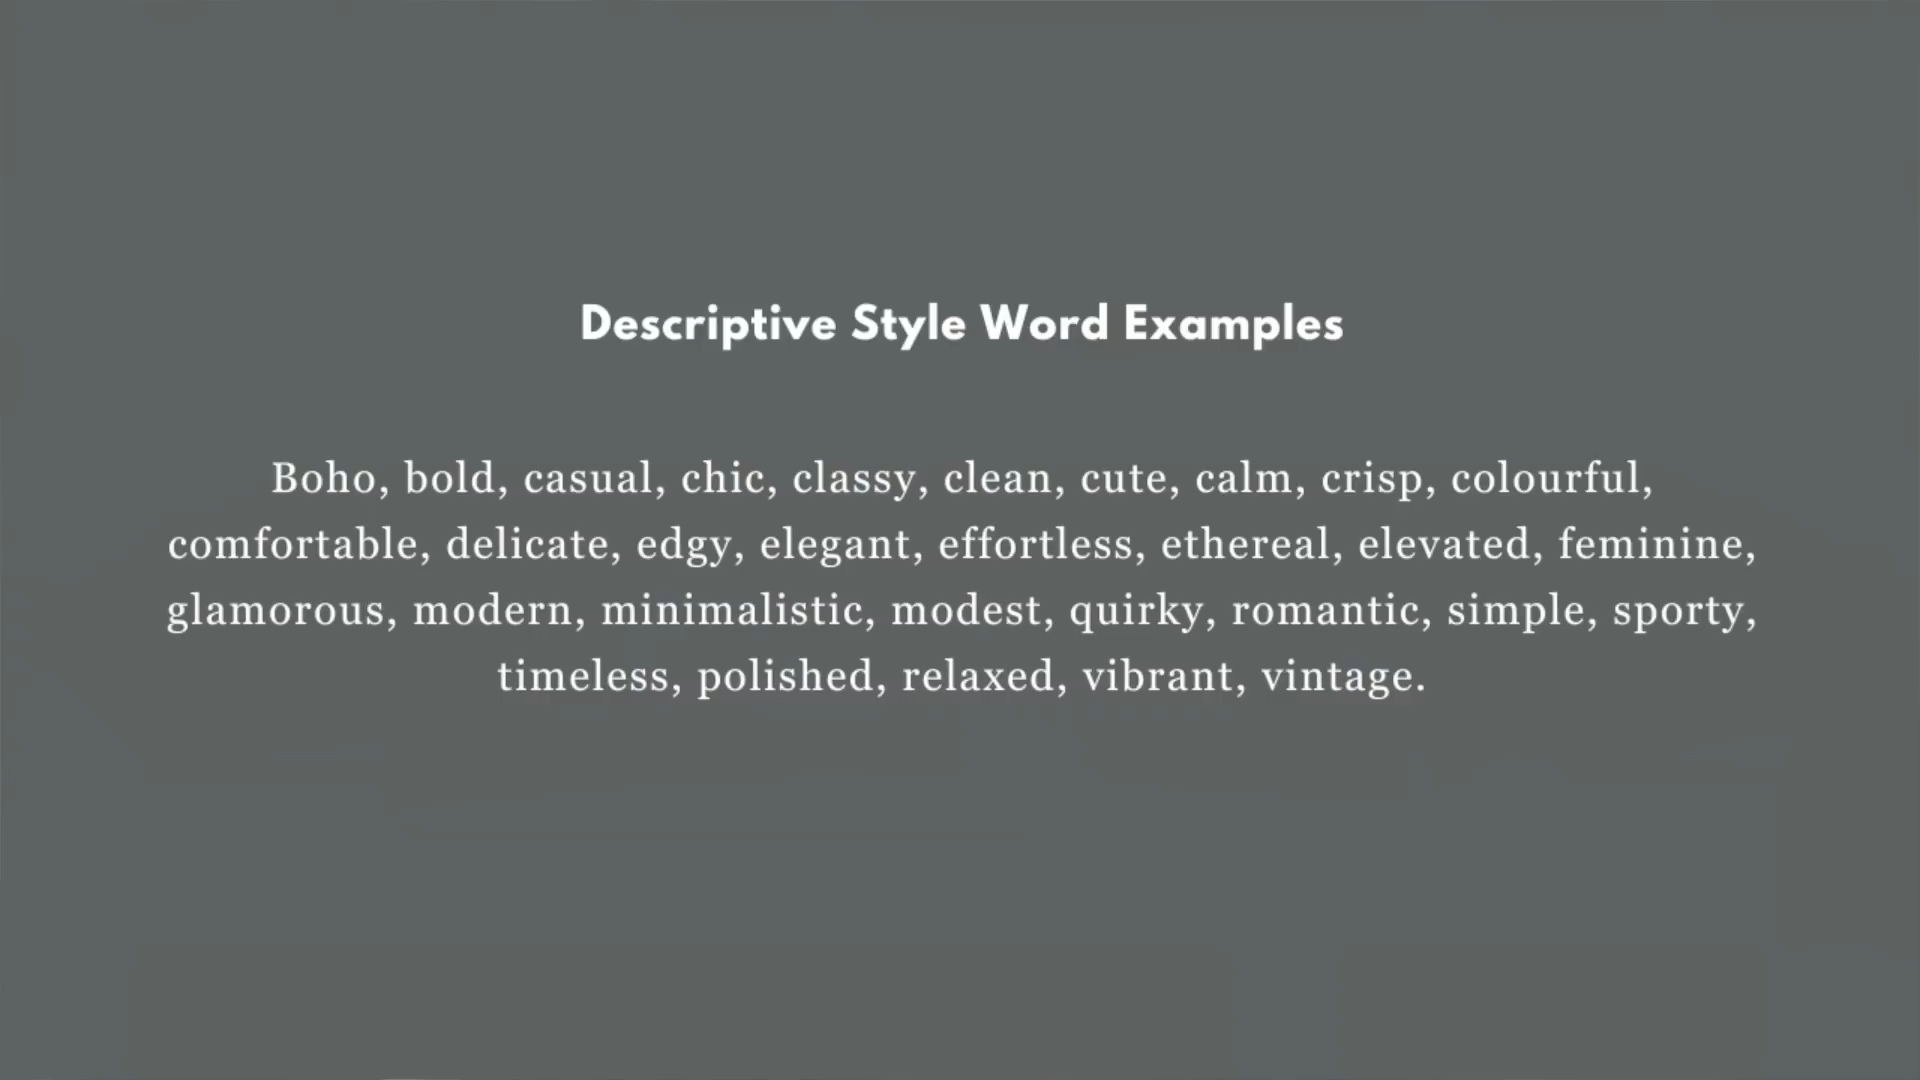 Descriptive Style Word Examples
Boho, bold, casual, chic, classy, clean, cute, calm, crisp, colourful,
comfortable, delicate, edgy, elegant, effortless, ethereal, elevated, feminine,
glamorous, modern, minimalistic, modest, quirky, romantic, simple, sporty,
timeless, polished, relaxed, vibrant, vintage.